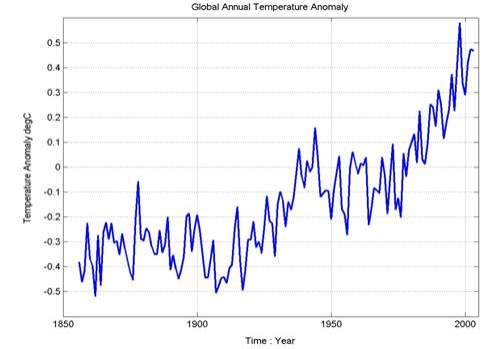 Global Annual Temperature Anomaly
Temperature Anomaly degC
0.5
0.4
0.3
0.2
0.1
0
-0.1
-0.2
-0.3
-0.4
-0.5
1850 1900 1950 2000
Time : Year